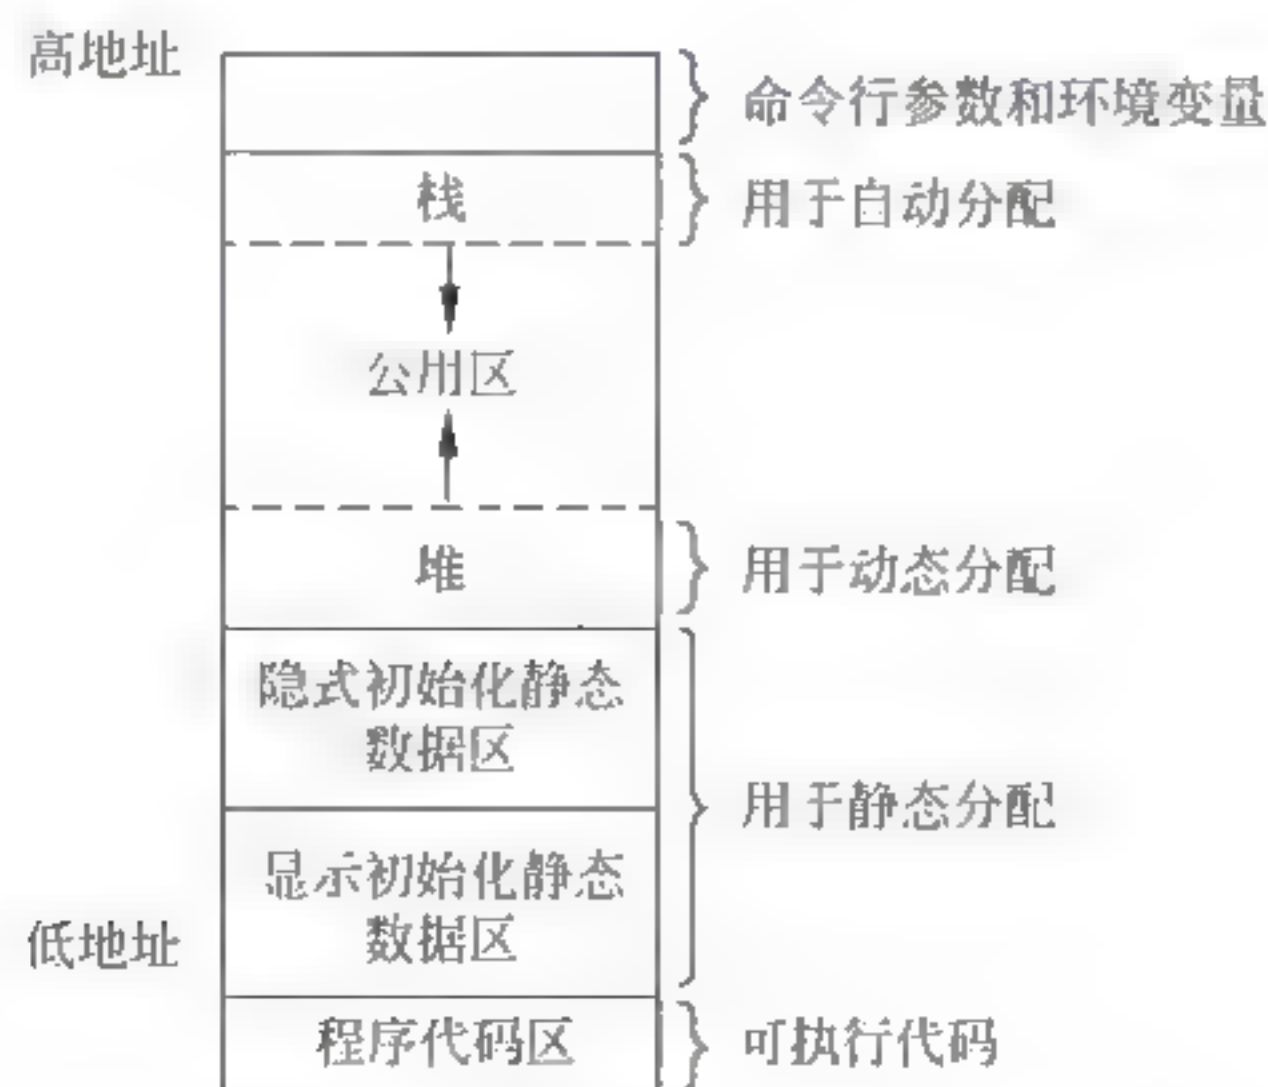 高地址
命令行参数和环境变量
栈
用于自动分配
公用区
堆
用于动态分配
隐式初始化静态
数据区
用于静态分配
显示初始化静态
数据区
低地址
程序代码区
可执行代码